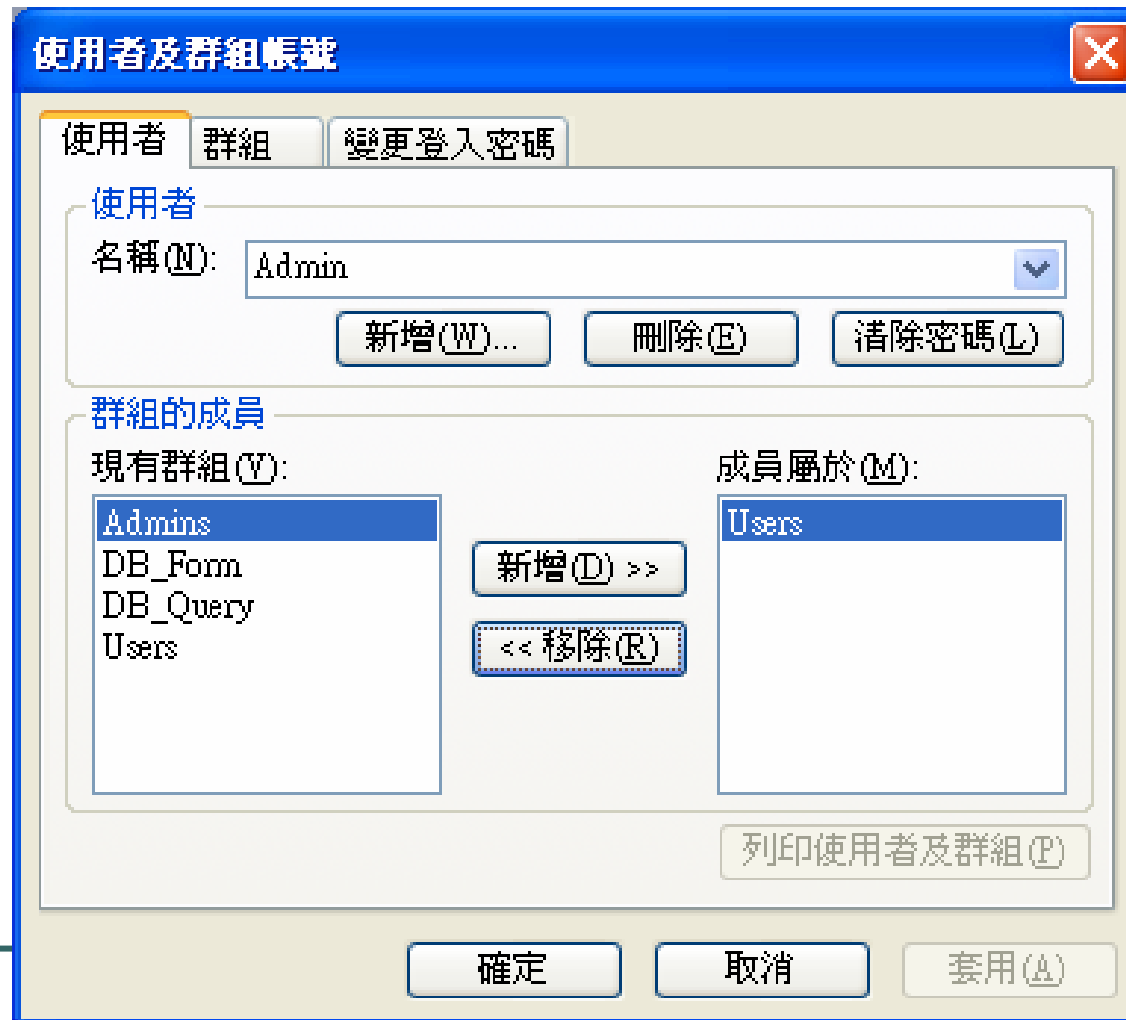 使用者及群組帳號
使用者 群組 變更登入密碼
使用者
名稱(N): Admin
新增(W)... 刪除(E) 清除密碼(L)
群組的成員
現有群組(Y): 成員屬於(M):
Admins Users
DB_Form
新增(D) >>
DB_Query
Users
<< 移除(R)
列印使用者及群組(P)
確定 取消 套用(A)